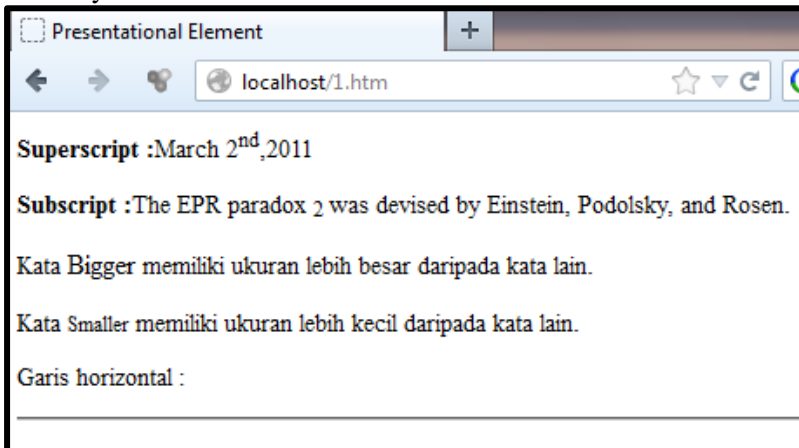 Presentational Element
localhost/1.htm
Superscript :March 2nd,2011
Subscript :The EPR paradox 2 was devised by Einstein, Podolsky, and Rosen.
Kata Bigger memiliki ukuran lebih besar daripada kata lain.
Kata Smaller memiliki ukuran lebih kecil daripada kata lain.
Garis horizontal :